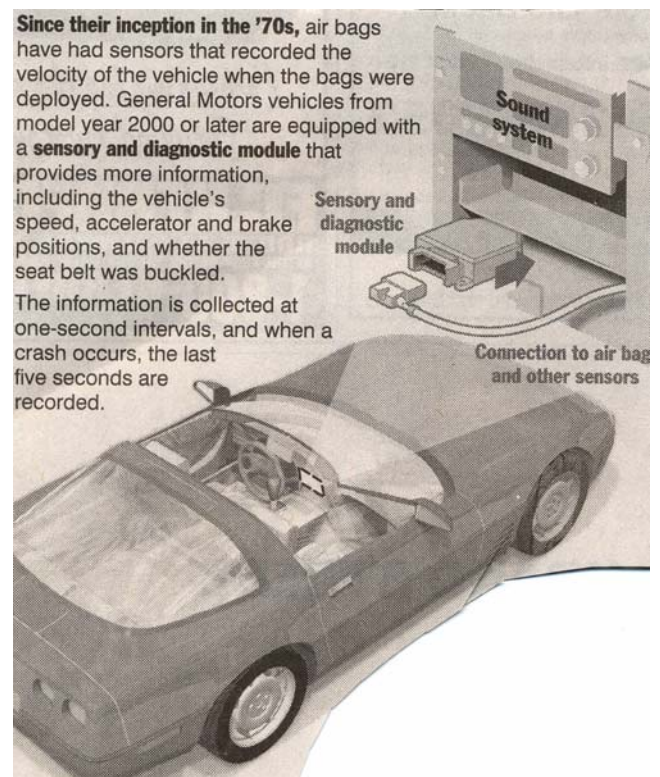 Since their inception in the '70s, air bags
have had sensors that recorded the
velocity of the vehicle when the bags were
deployed. General Motors vehicles from
model year 2000 or later are equipped with
a sensory and diagnostic module that
provides more information,
including the vehicle's
speed, accelerator and brake
positions, and whether the
seat belt was buckled.
The information is collected at
one-second intervals, and when a
crash occurs, the last
five seconds are
recorded.
Sound
system
Sensory and
diagnostic
module
Connection to air bag
and other sensors